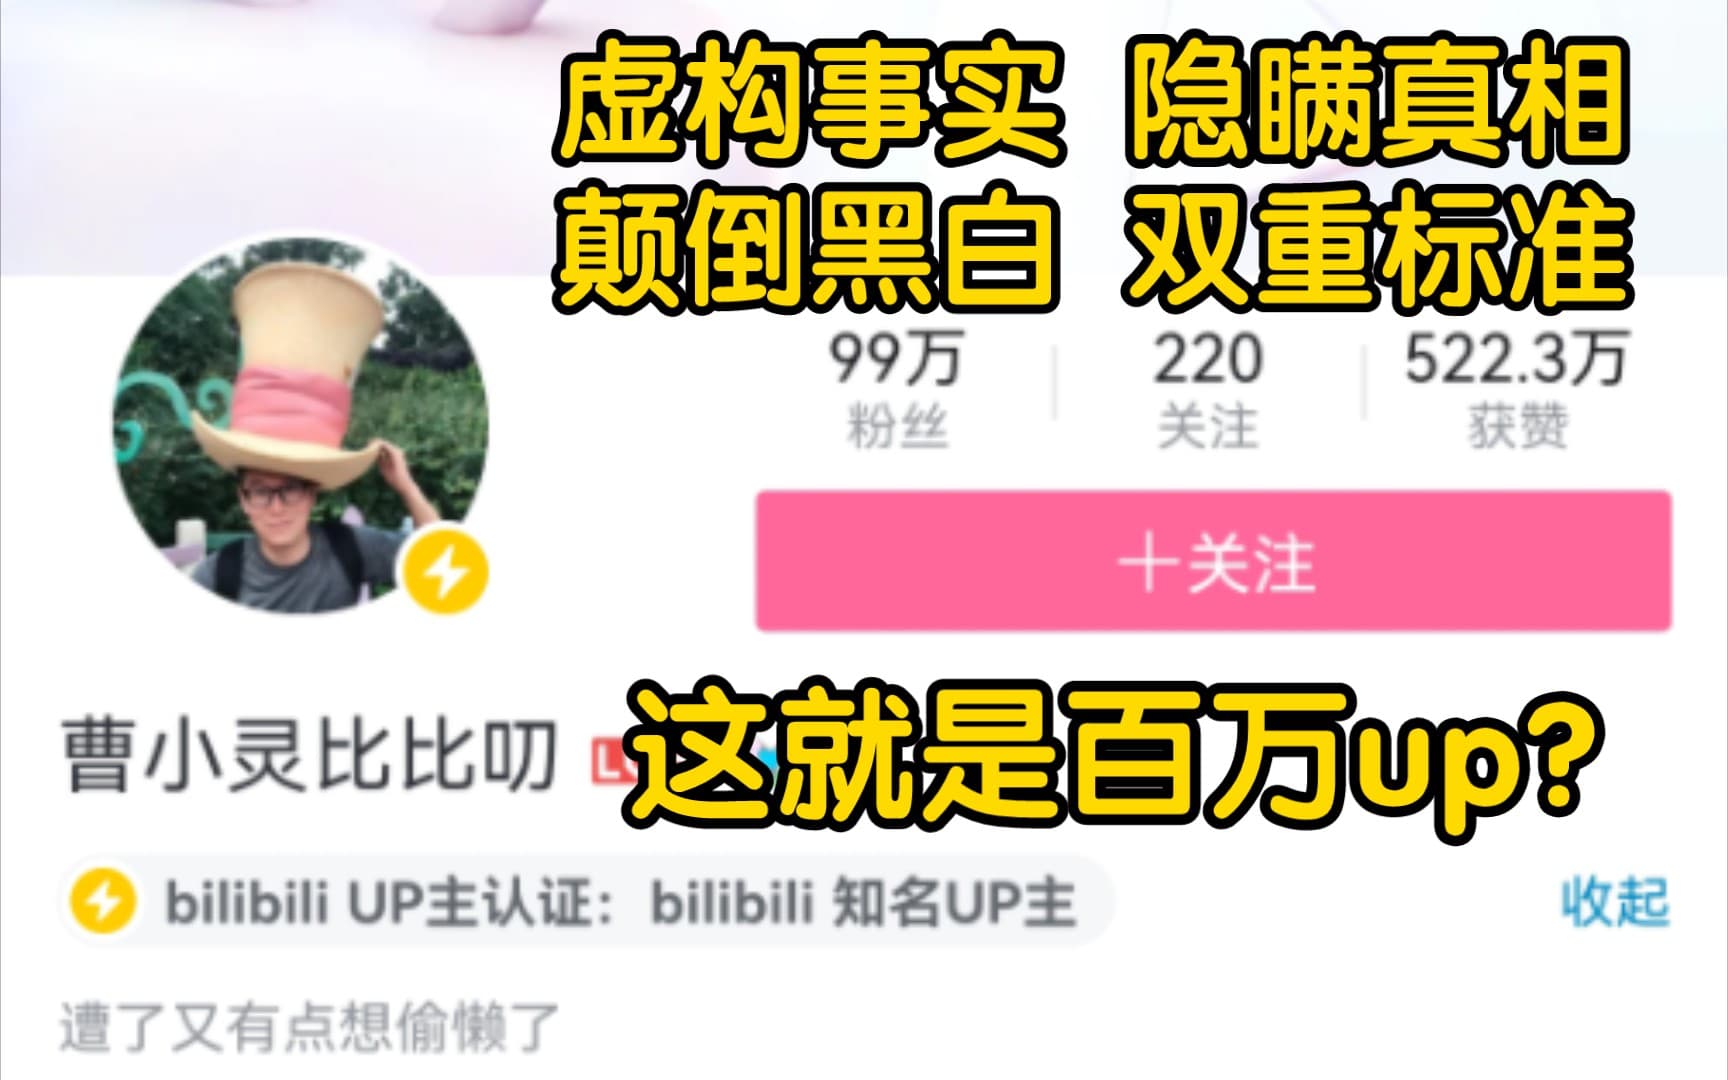 虚构事实 隐瞒真相
颠倒黑白 双重标准
99万 220 522.3万
粉丝 关注 获赞
十关注
曹小灵比比叨
这就是百万up?
bilibili UP主认证：bilibili 知名UP主 收起
遭了又有点想偷懒了